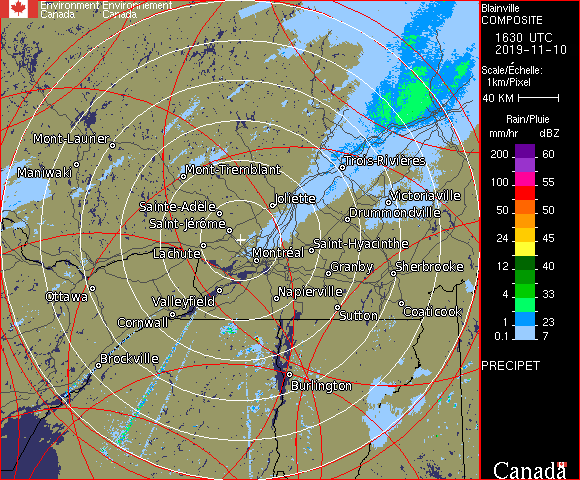 Environment Environnement
Canada Canada
Mont-Laurier
Maniwaki
Mont-Tremblant
Trois-Rivières
Sainte-Adèle
Joliette
Victoriaville
Saint-Jérôme
Drummondville
Lachute
Montréal
Saint-Hyacinthe
Granby
Sherbrooke
Ottawa
Valleyfield
Napierville
Cornwall
Sutton
Coaticook
Brockville
Burlington
Blainville
COMPOSITE
1630 UTC
2019-11-10
Scale/Échelle:
1km/Pixel
40 KM
Rain/Pluie
mm/hr dBZ
200 60
150 57
100 55
50 50
24 45
12 40
4 33
1 23
0.1 7
PRECIPET
Canada